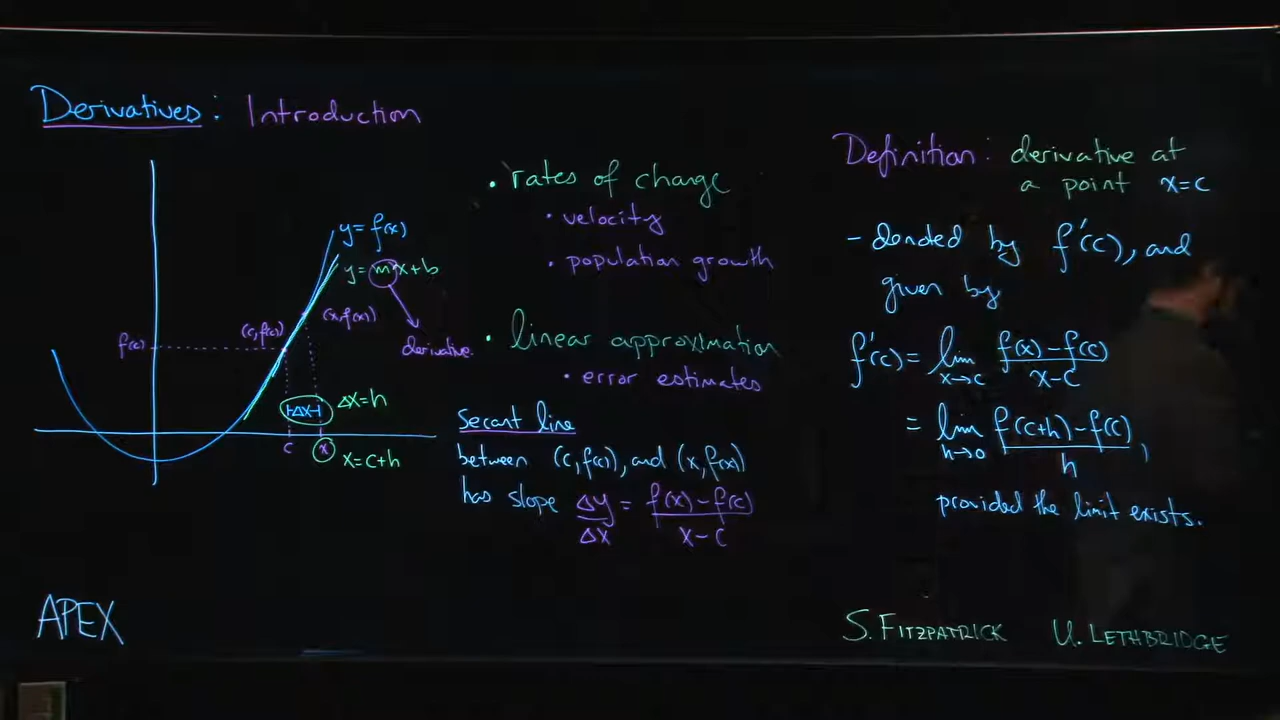 Derivatives: Introduction
y = f(x)
y = m·x+b
(c, f(c))
(x, f(x))
derivative
f(c)
Δx
Δx = h
c
x
x = c+h
• rates of change
• velocity
• population growth
• linear approximation
• error estimates
Secant line
between (c, f(c)), and (x, f(x))
has slope Δy/Δx = f(x) - f(c)/x - c
Definition: derivative at
a point x = c
- denoted by f'(c), and
given by
f'(c) = lim x→c f(x) - f(c)/x - c
= lim h→0 f(c+h) - f(c)/h,
provided the limit exists.
APEX
S. FITZPATRICK U. LETHBRIDGE